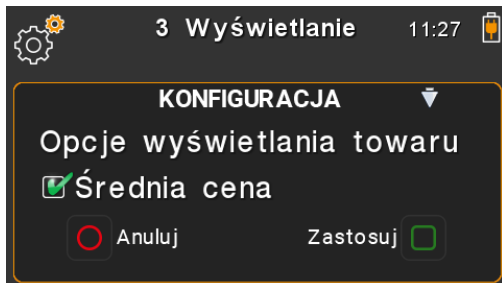 3 Wyświetlanie 11:27
KONFIGURACJA
Opcje wyświetlania towaru
Średnia cena
Anuluj Zastosuj